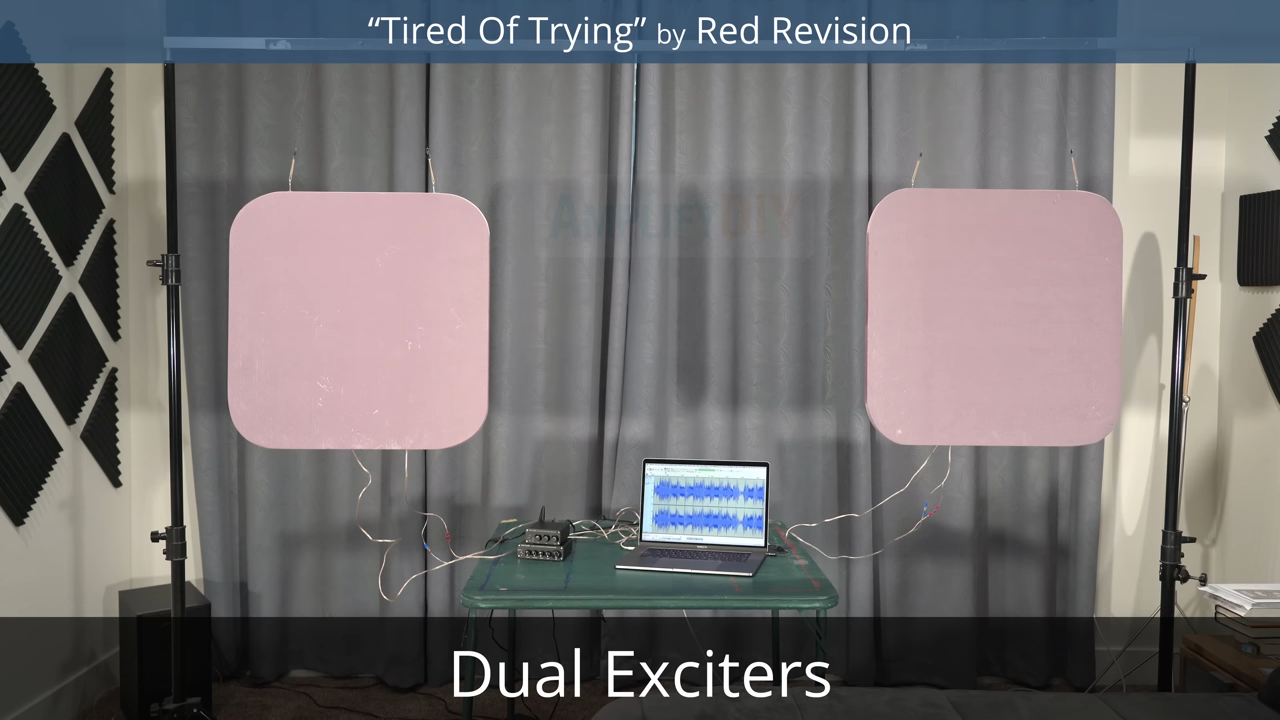 “Tired Of Trying” by Red Revision
Dual Exciters